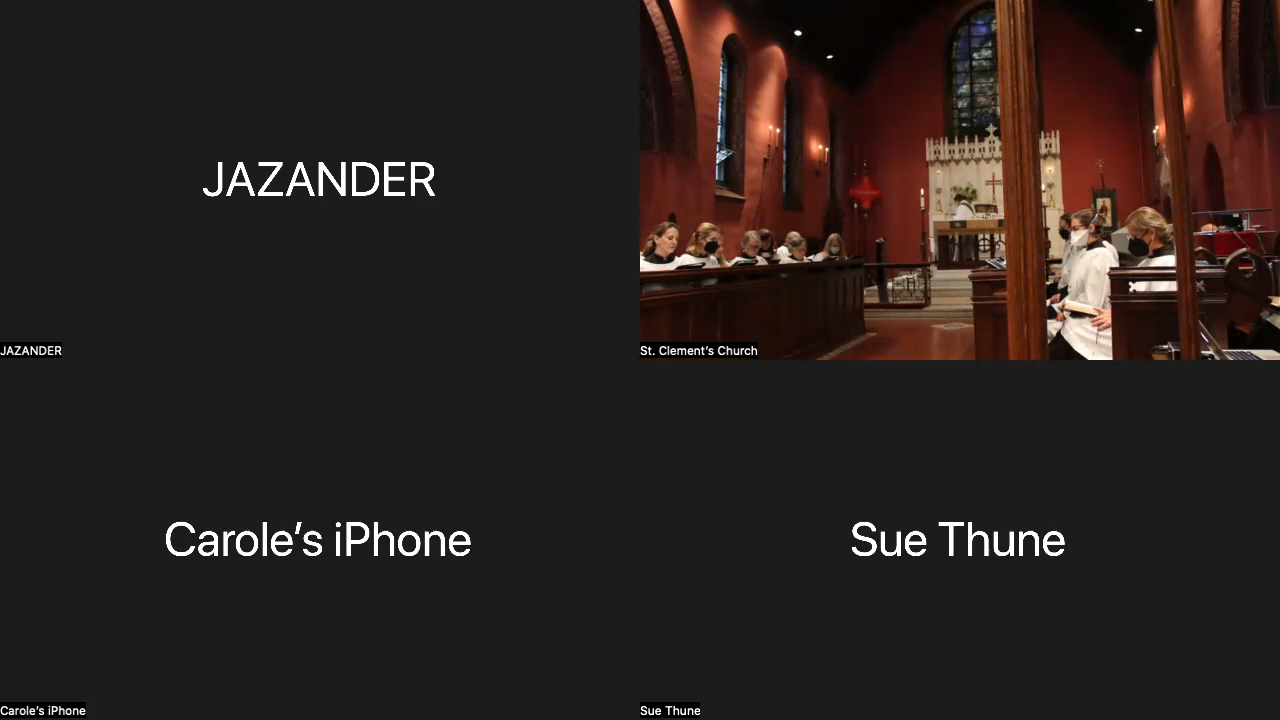 JAZANDER
JAZANDER
St. Clement's Church
Carole's iPhone
Sue Thune
Carole's iPhone
Sue Thune